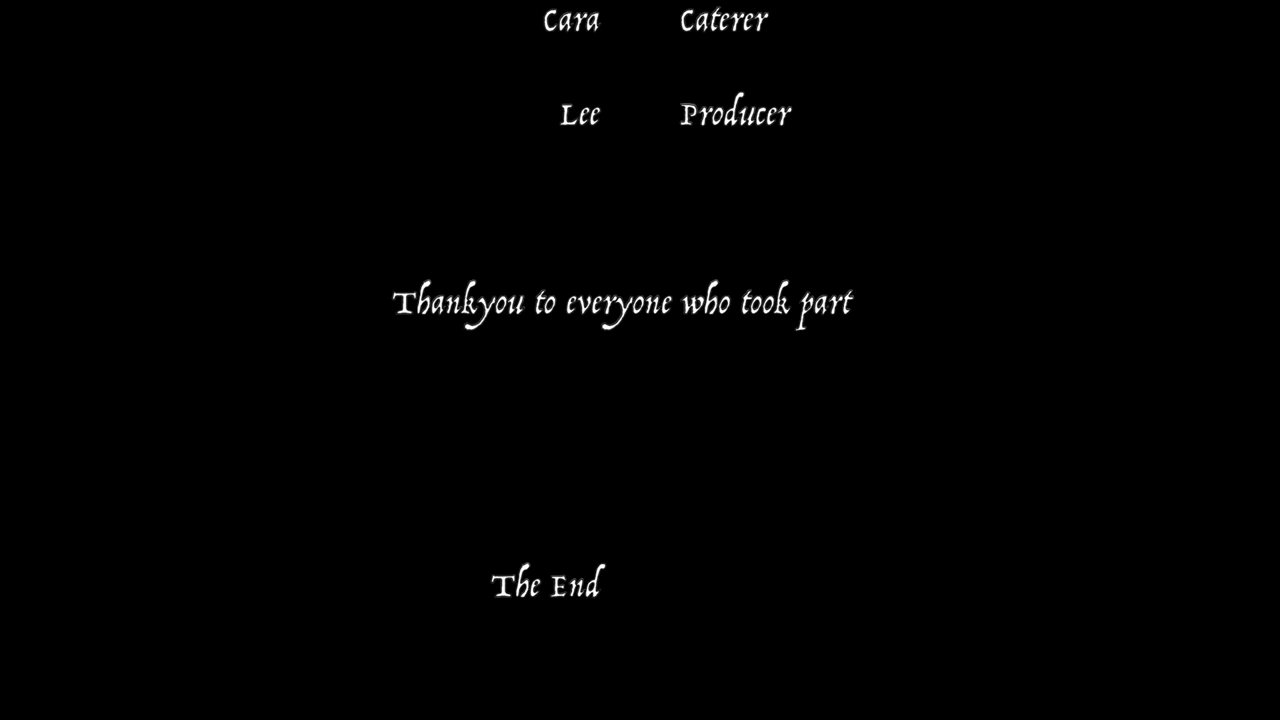 Cara Caterer
Lee Producer
Thankyou to everyone who took part
The End